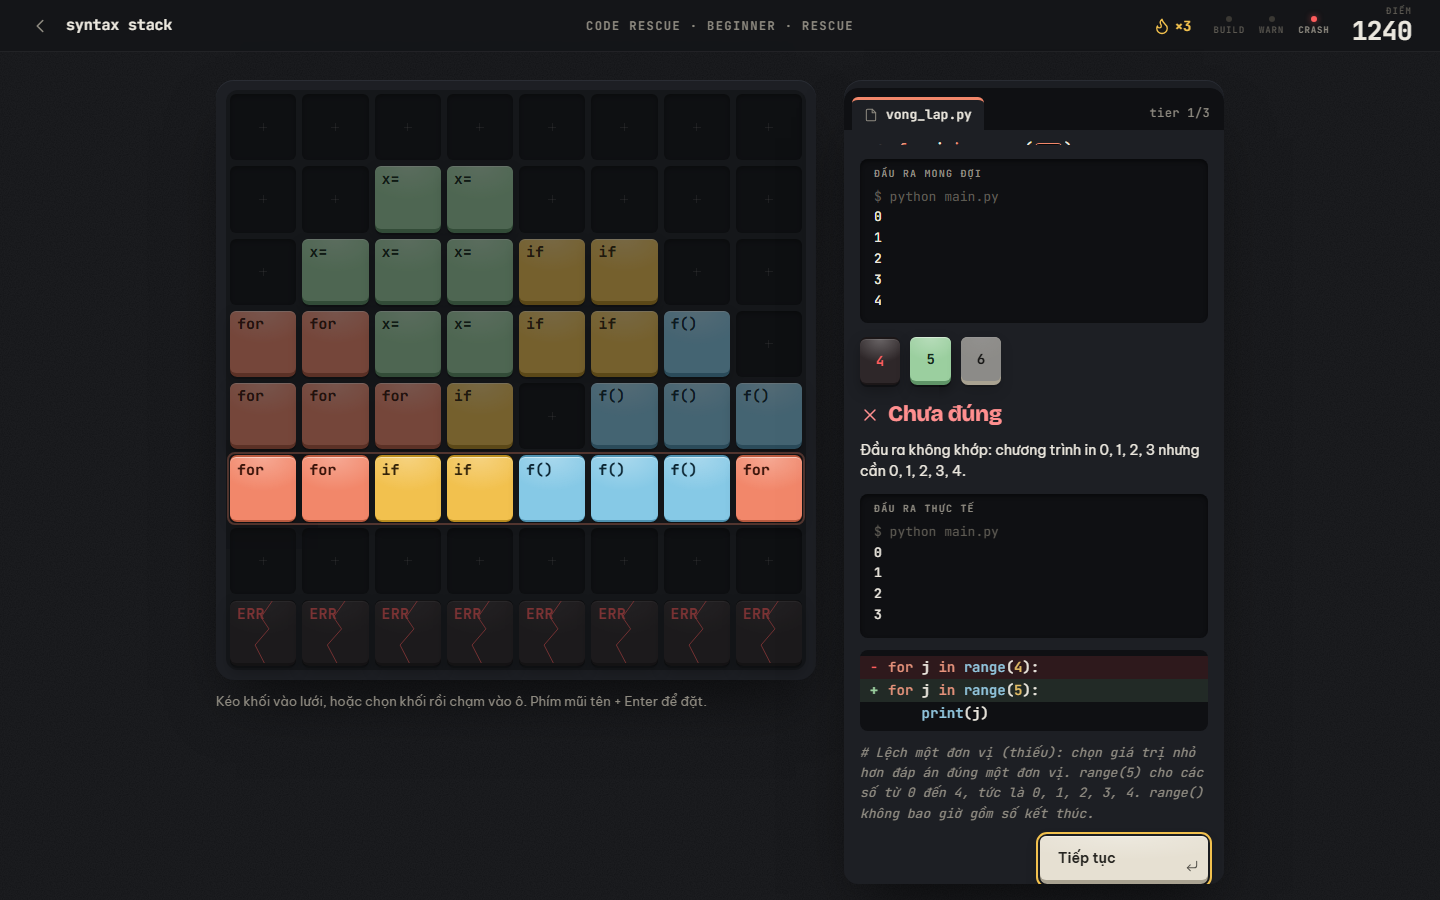 syntax stack
CODE RESCUE · BEGINNER · RESCUE
×3
BUILD
WARN
CRASH
ĐIỂM
1240
x= x=
x= x= x= if if
for for x= x= if if f()
for for for if f() f() f()
for for if if f() f() f() for
ERR ERR ERR ERR ERR ERR ERR ERR
Kéo khối vào lưới, hoặc chọn khối rồi chạm vào ô. Phím mũi tên + Enter để đặt.
vong_lap.py
tier 1/3
ĐẦU RA MONG ĐỢI
$ python main.py
0
1
2
3
4
4 5 6
Chưa đúng
Đầu ra không khớp: chương trình in 0, 1, 2, 3 nhưng
cần 0, 1, 2, 3, 4.
ĐẦU RA THỰC TẾ
$ python main.py
0
1
2
3
- for j in range(4):
+ for j in range(5):
print(j)
# Lệch một đơn vị (thiếu): chọn giá trị nhỏ
hơn đáp án đúng một đơn vị. range(5) cho các
số từ 0 đến 4, tức là 0, 1, 2, 3, 4. range()
không bao giờ gồm số kết thúc.
Tiếp tục